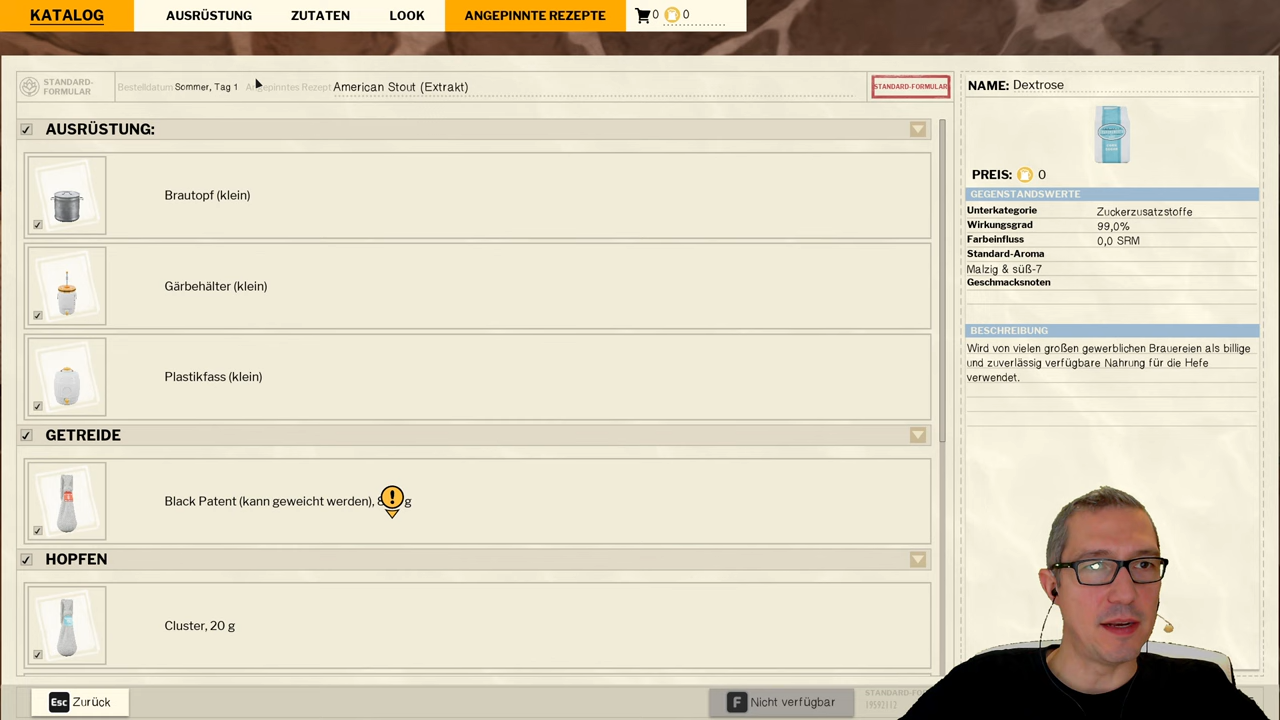 KATALOG
AUSRÜSTUNG
ZUTATEN
LOOK
ANGEPINNTE REZEPTE
0
0
STANDARD-
FORMULAR
Bestelldatum Sommer, Tag 1
Rezept American Stout (Extrakt)
STANDARD-FORMULAR
AUSRÜSTUNG:
Brautopf (klein)
Gärbehälter (klein)
Plastikfass (klein)
GETREIDE
Black Patent (kann geweicht werden), g
HOPFEN
Cluster, 20 g
NAME: Dextrose
PREIS: 0
GEGENSTANDSWERTE
Unterkategorie Zuckerzusatzstoffe
Wirkungsgrad 99,0%
Farbeinfluss 0,0 SRM
Standard-Aroma
Malzig & süß-7
Geschmacksnoten
BESCHREIBUNG
Wird von vielen großen gewerblichen Brauereien als billige
und zuverlässig verfügbare Nahrung für die Hefe
verwendet.
Esc Zurück
F Nicht verfügbar